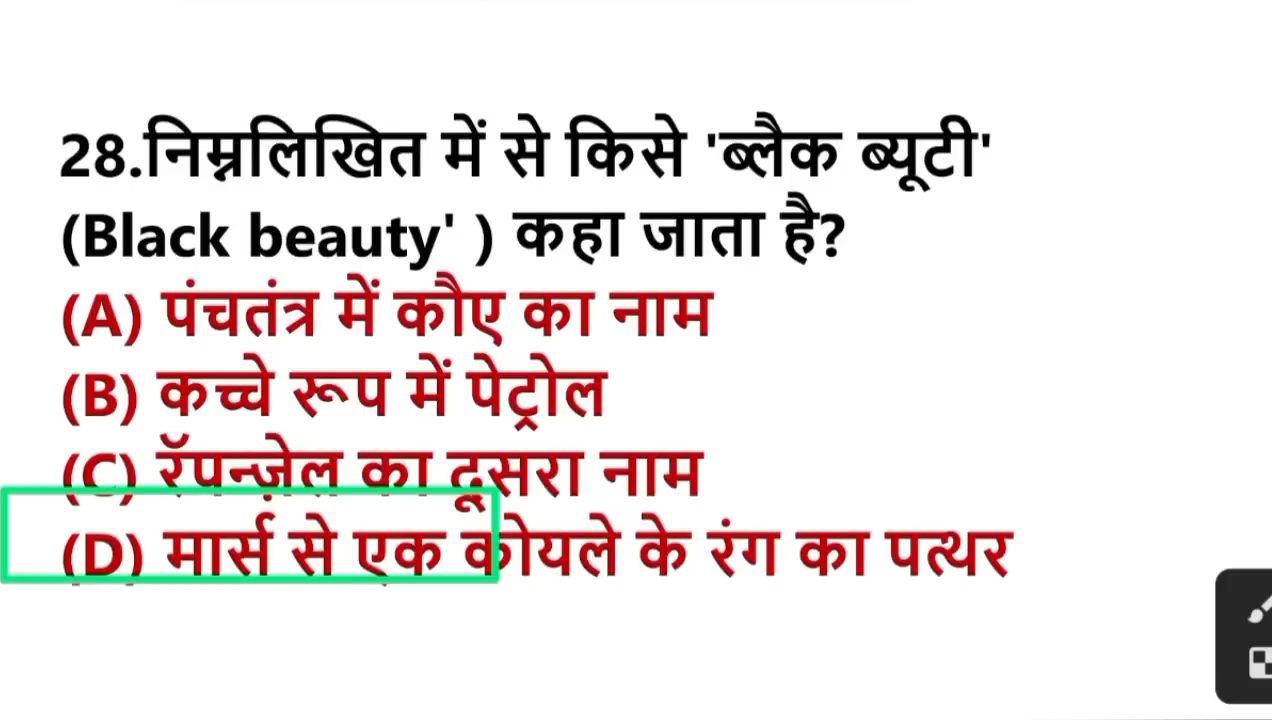 28.निम्नलिखित में से किसे 'ब्लैक ब्यूटी'
(Black beauty' ) कहा जाता है?
(A) पंचतंत्र में कौए का नाम
(B) कच्चे रूप में पेट्रोल
(C) रॅपन्ज़ेल का दूसरा नाम
(D) मार्स से एक कोयले के रंग का पत्थर